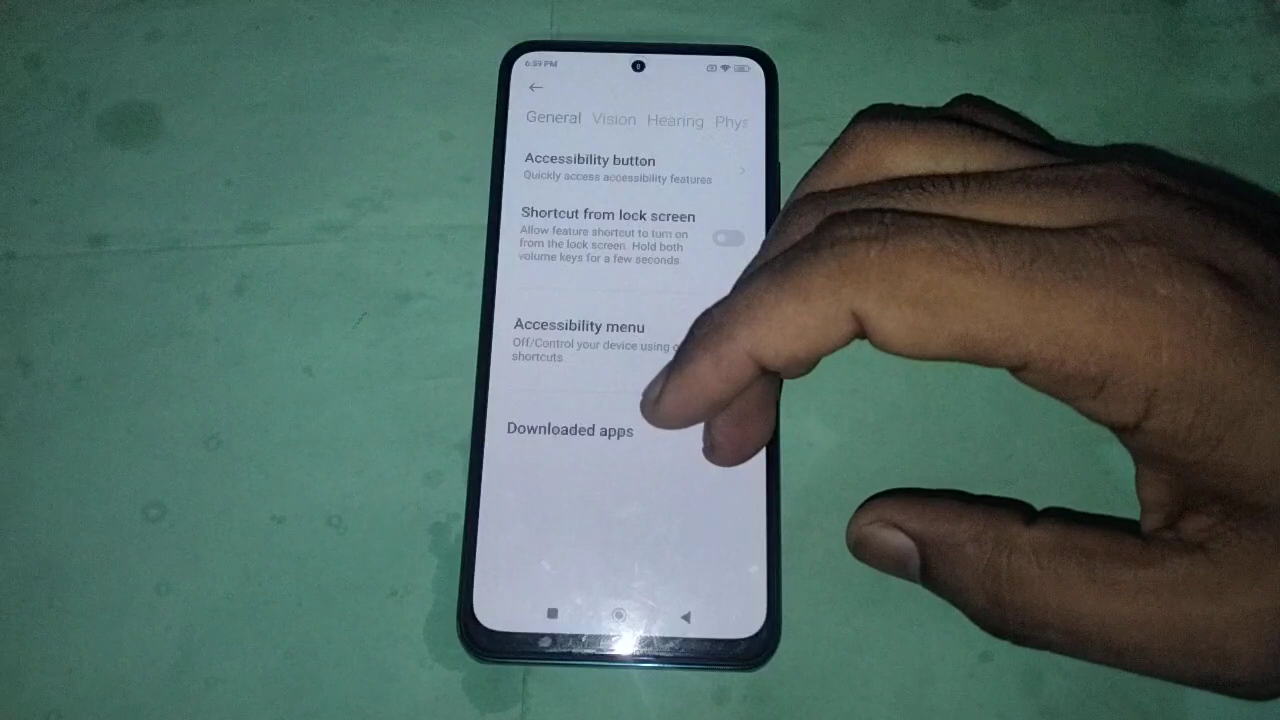 6:59 PM
General Vision Hearing Phys
Accessibility button
Quickly access accessibility features
Shortcut from lock screen
Allow feature shortcut to turn on
from the lock screen. Hold both
volume keys for a few seconds.
Accessibility menu
Off/Control your device using
shortcuts
Downloaded apps